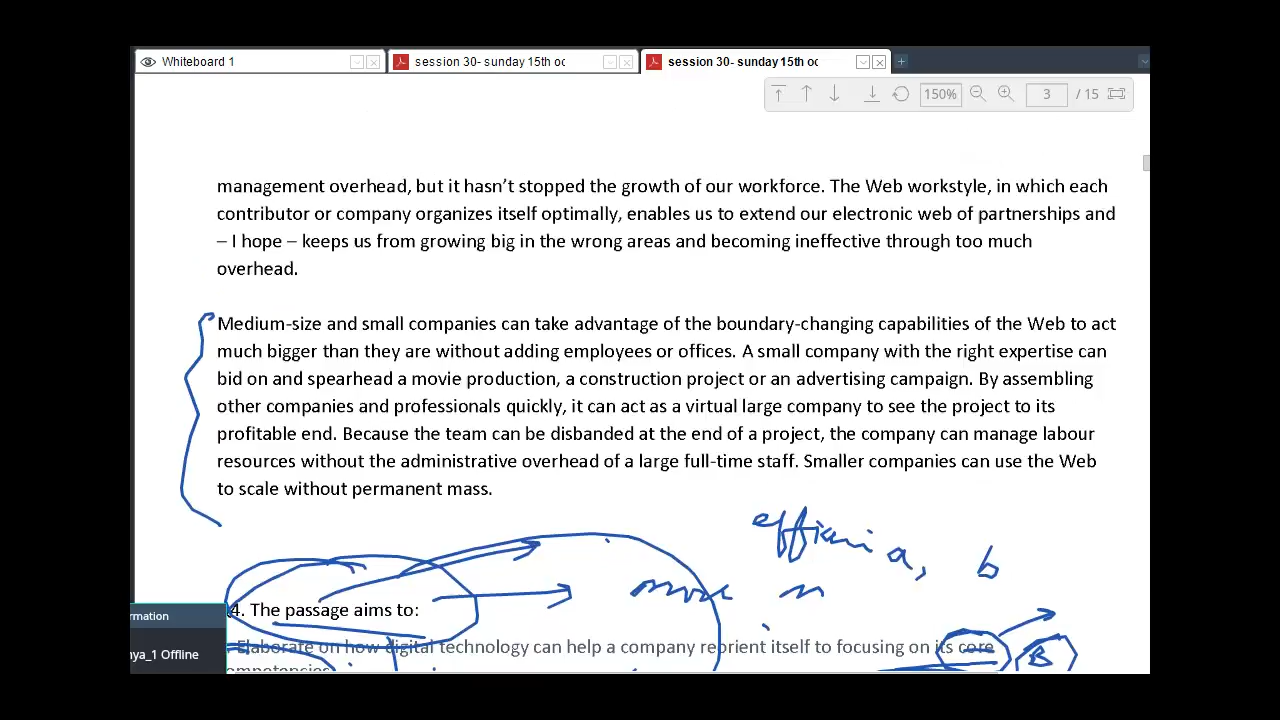 Whiteboard 1
session 30- sunday 15th oc
session 30- sunday 15th oc
150%
3 / 15
management overhead, but it hasn't stopped the growth of our workforce. The Web workstyle, in which each
contributor or company organizes itself optimally, enables us to extend our electronic web of partnerships and
– I hope – keeps us from growing big in the wrong areas and becoming ineffective through too much
overhead.
Medium-size and small companies can take advantage of the boundary-changing capabilities of the Web to act
much bigger than they are without adding employees or offices. A small company with the right expertise can
bid on and spearhead a movie production, a construction project or an advertising campaign. By assembling
other companies and professionals quickly, it can act as a virtual large company to see the project to its
profitable end. Because the team can be disbanded at the end of a project, the company can manage labour
resources without the administrative overhead of a large full-time staff. Smaller companies can use the Web
to scale without permanent mass.
a, b
more
4. The passage aims to:
rmation
Elaborate on how digital technology can help a company reorient itself to focusing on its core
B
nya_1 Offline
ompetencies